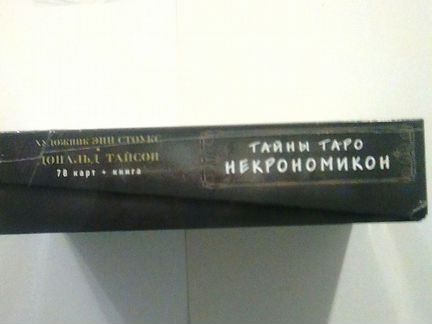 ХУДОЖНИК ЭНН СТОУКС
ДОНАЛЬД ТАЙСОН
78 карт + книга
ТАЙНЫ ТАРО
НЕКРОНОМИКОН